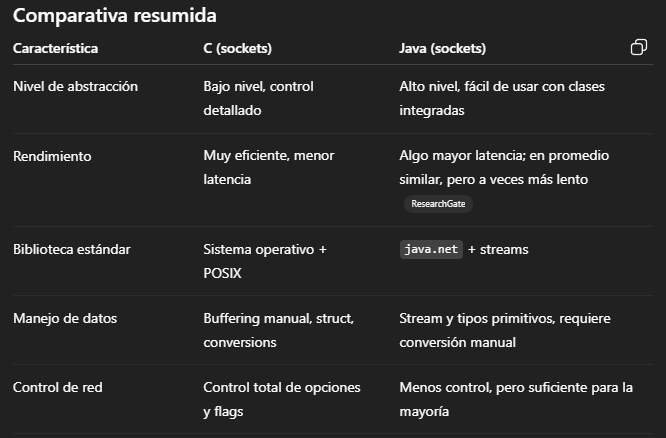 Comparativa resumida
Característica C (sockets) Java (sockets)
Nivel de abstracción Bajo nivel, control detallado Alto nivel, fácil de usar con clases integradas
Rendimiento Muy eficiente, menor latencia Algo mayor latencia; en promedio similar, pero a veces más lento ResearchGate
Biblioteca estándar Sistema operativo + POSIX java.net + streams
Manejo de datos Buffering manual, struct, conversions Stream y tipos primitivos, requiere conversión manual
Control de red Control total de opciones y flags Menos control, pero suficiente para la mayoría